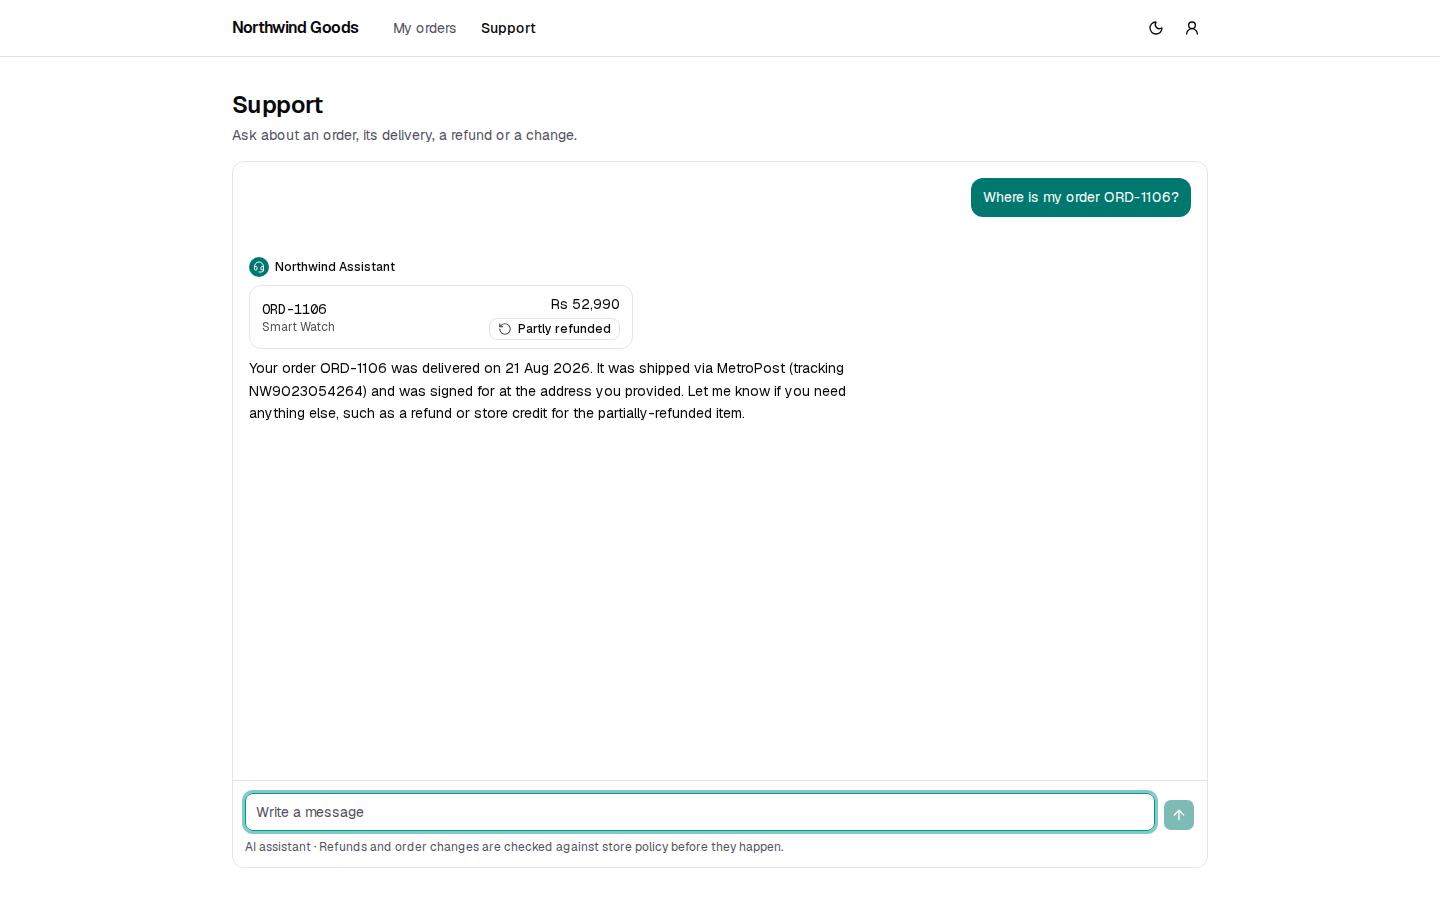 Northwind Goods My orders Support
Support
Ask about an order, its delivery, a refund or a change.
Where is my order ORD-1106?
Northwind Assistant
ORD-1106 Rs 52,990
Smart Watch Partly refunded
Your order ORD-1106 was delivered on 21 Aug 2026. It was shipped via MetroPost (tracking
NW9023054264) and was signed for at the address you provided. Let me know if you need
anything else, such as a refund or store credit for the partially-refunded item.
Write a message
AI assistant · Refunds and order changes are checked against store policy before they happen.